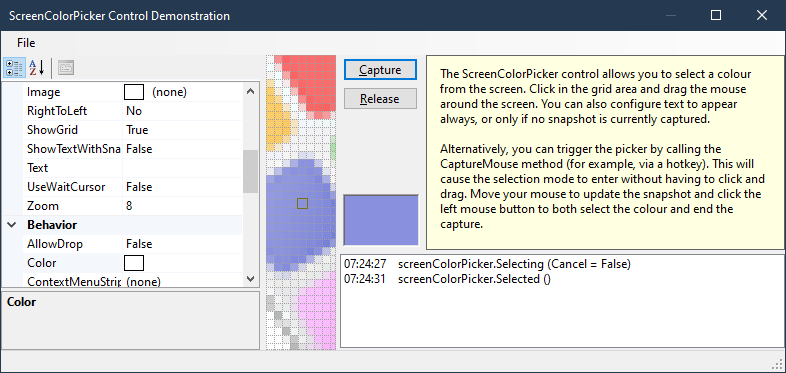 ScreenColorPicker Control Demonstration
File
Image (none)
RightToLeft No
ShowGrid True
ShowTextWithSna False
Text
UseWaitCursor False
Zoom 8
Behavior
AllowDrop False
Color
ContextMenuStrip (none)
Color
Capture
Release
The ScreenColorPicker control allows you to select a colour
from the screen. Click in the grid area and drag the mouse
around the screen. You can also configure text to appear
always, or only if no snapshot is currently captured.
Alternatively, you can trigger the picker by calling the
CaptureMouse method (for example, via a hotkey). This will
cause the selection mode to enter without having to click and
drag. Move your mouse to update the snapshot and click the
left mouse button to both select the colour and end the
capture.
07:24:27 screenColorPicker.Selecting (Cancel = False)
07:24:31 screenColorPicker.Selected ()